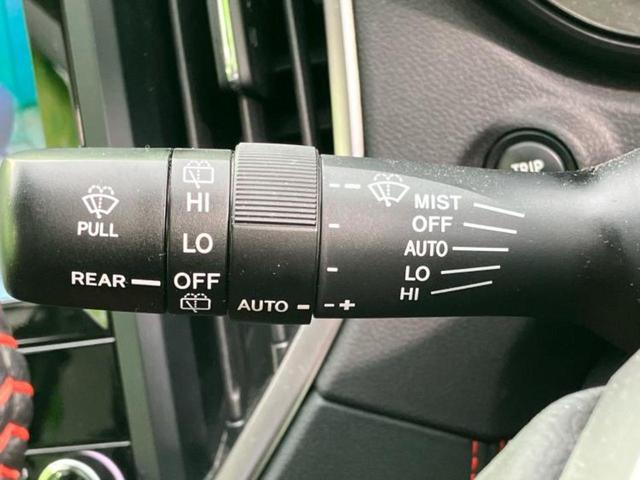 PULL
REAR
HI
LO
OFF
AUTO
-- 
-
-
-+
MIST
OFF
AUTO
LO
HI
TRIP